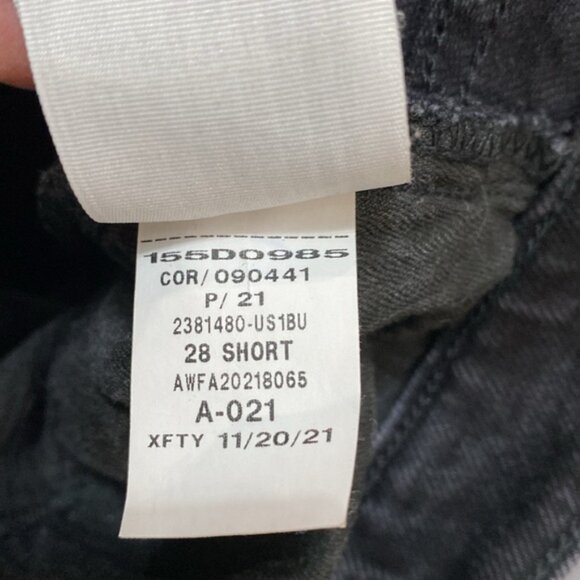 155D0985
COR/090441
P/ 21
2381480-US1BU
28 SHORT
AWFA20218065
A-021
XFTY 11/20/21